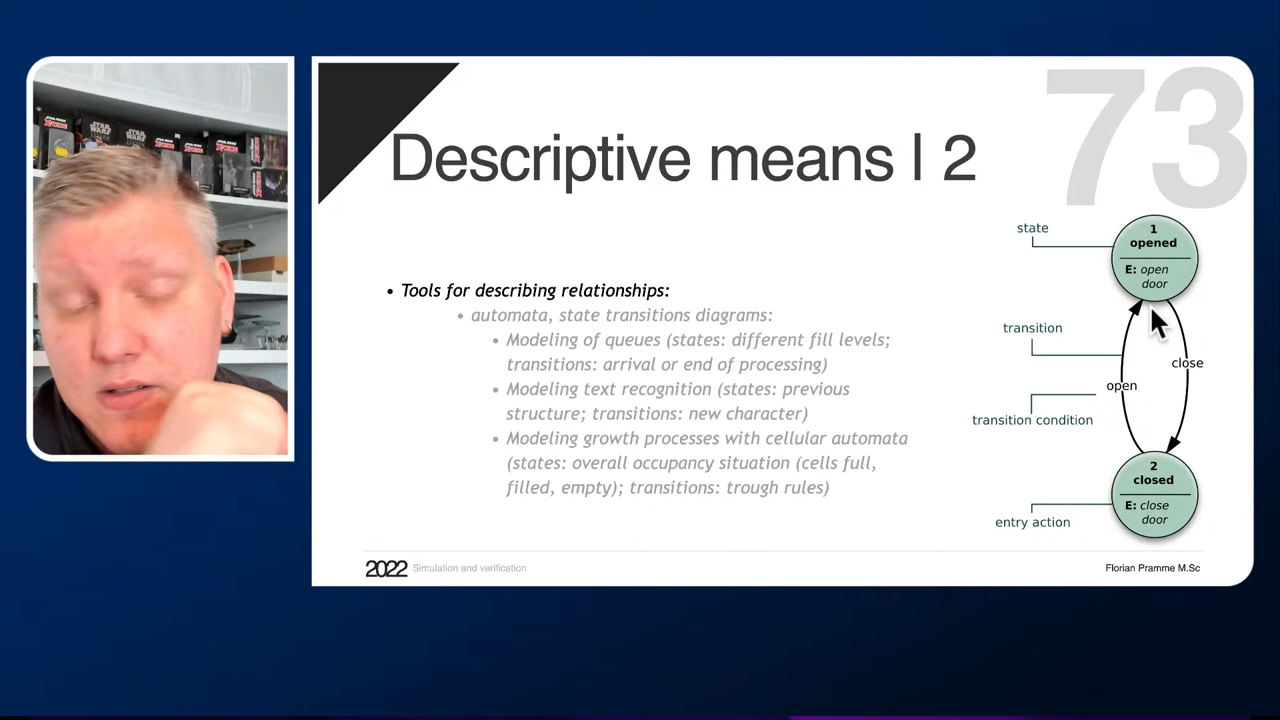 STAR WARS
73
Descriptive means | 2
• Tools for describing relationships:
• automata, state transitions diagrams:
• Modeling of queues (states: different fill levels;
transitions: arrival or end of processing)
• Modeling text recognition (states: previous
structure; transitions: new character)
• Modeling growth processes with cellular automata
(states: overall occupancy situation (cells full,
filled, empty); transitions: trough rules)
state
1
opened
E: open
door
transition
close
open
transition condition
2
closed
E: close
door
entry action
2022 Simulation and verification
Florian Pramme M.Sc